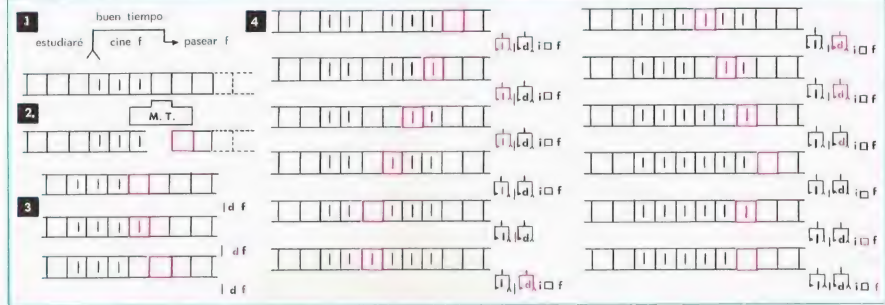 1
buen tiempo
estudiaré cine f pasear f
2.
M. T.
3
| d f
| d f
| d f
4
| | d i □ f
| | d i □ f
| | d i □ f
| | d i □ f
| | d
| | d i □ f
| | d i □ f
| | d i □ f
| | d i □ f
| | d i □ f
| | d i □ f
| | d i □ f